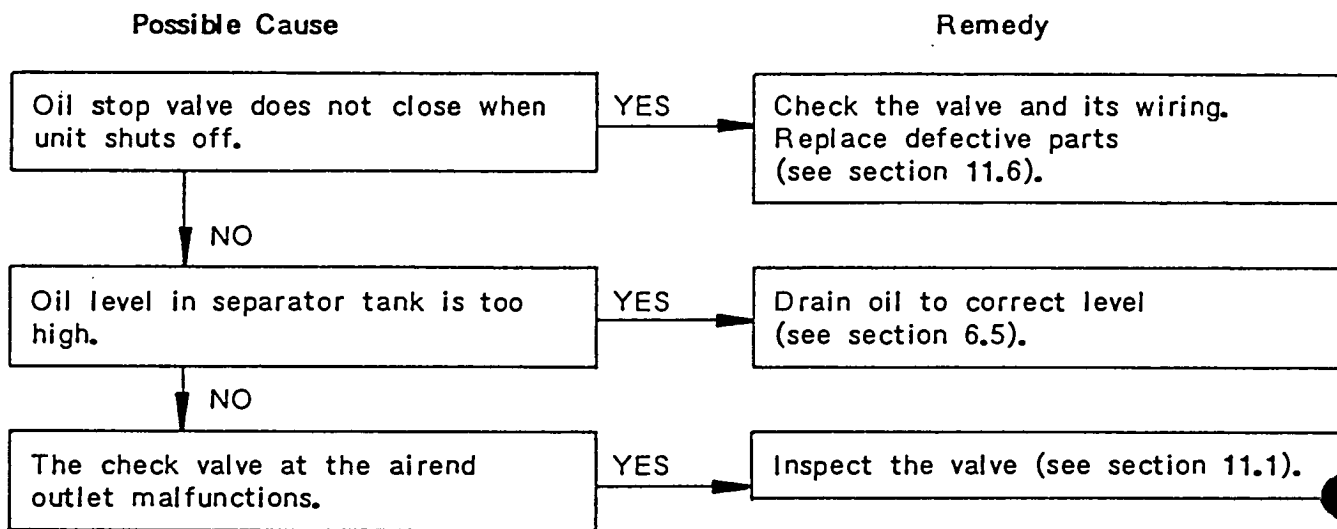 Possible Cause
Remedy
Oil stop valve does not close when
unit shuts off.
YES
Check the valve and its wiring.
Replace defective parts
(see section 11.6).
NO
Oil level in separator tank is too
high.
YES
Drain oil to correct level
(see section 6.5).
NO
The check valve at the airend
outlet malfunctions.
YES
Inspect the valve (see section 11.1).